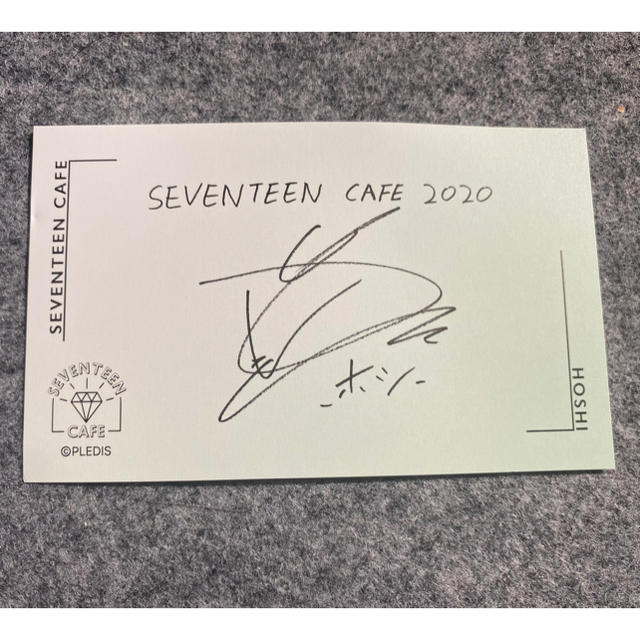 SEVENTEEN CAFE 2020
-ホシ-
SEVENTEEN CAFE
SEVENTEEN
CAFE
©PLEDIS
HOSHI